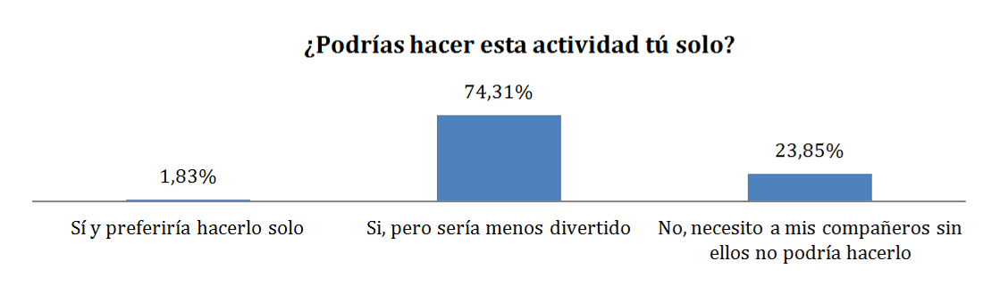 ¿Podrías hacer esta actividad tú solo?
74,31%
23,85%
1,83%
Sí y preferiría hacerlo solo
Si, pero sería menos divertido
No, necesito a mis compañeros sin
ellos no podría hacerlo